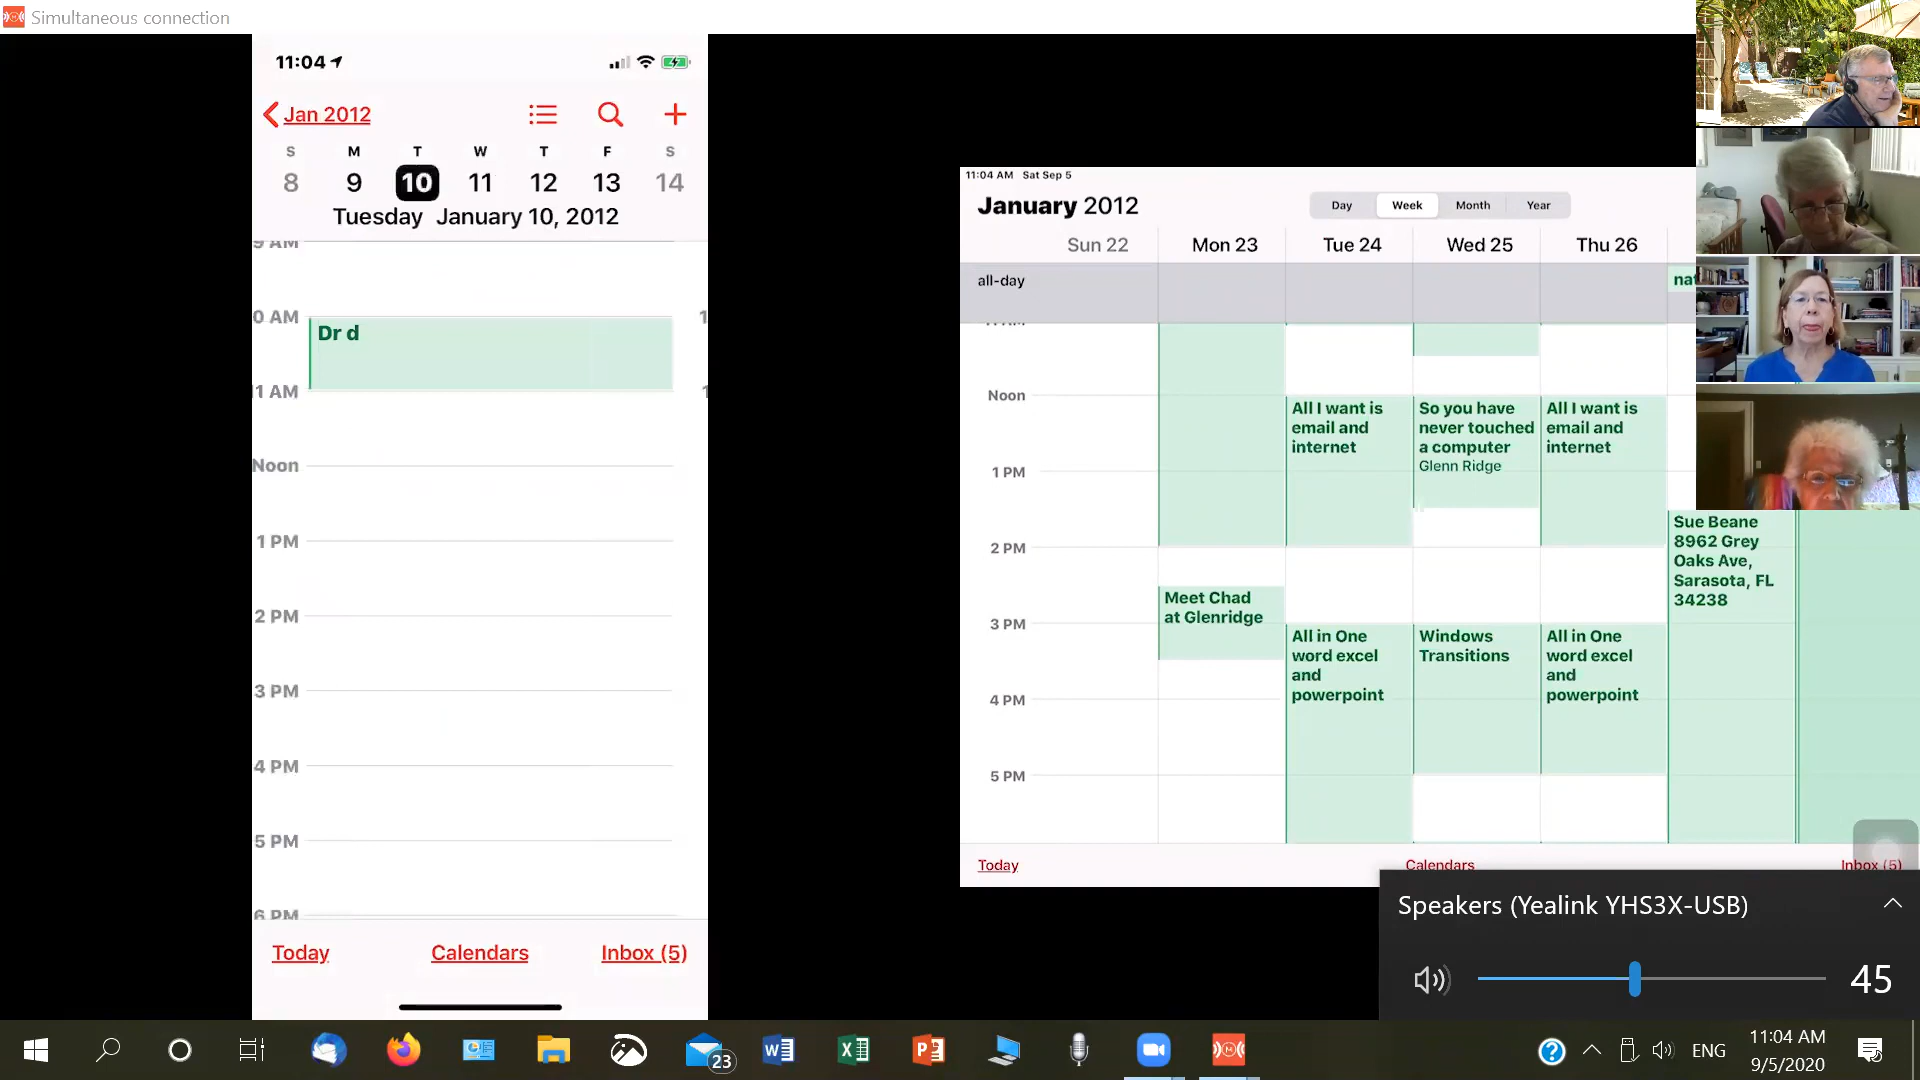 Simultaneous connection
11:04
Jan 2012
S M T W T F S
8 9 10 11 12 13 14
Tuesday January 10, 2012
9 AM
0 AM
Dr d
11 AM
Noon
1 PM
2 PM
3 PM
4 PM
5 PM
6 PM
Today Calendars Inbox (5)
11:04 AM Sat Sep 5
January 2012
Day Week Month Year
Sun 22 Mon 23 Tue 24 Wed 25 Thu 26
all-day
Noon
1 PM
2 PM
3 PM
4 PM
5 PM
Meet Chad
at Glenridge
All I want is
email and
internet
All in One
word excel
and
powerpoint
So you have
never touched
a computer
Glenn Ridge
Windows
Transitions
All I want is
email and
internet
All in One
word excel
and
powerpoint
Sue Beane
8962 Grey
Oaks Ave,
Sarasota, FL
34238
Today Calendars Inbox (5)
Speakers (Yealink YHS3X-USB)
45
23
ENG
11:04 AM
9/5/2020